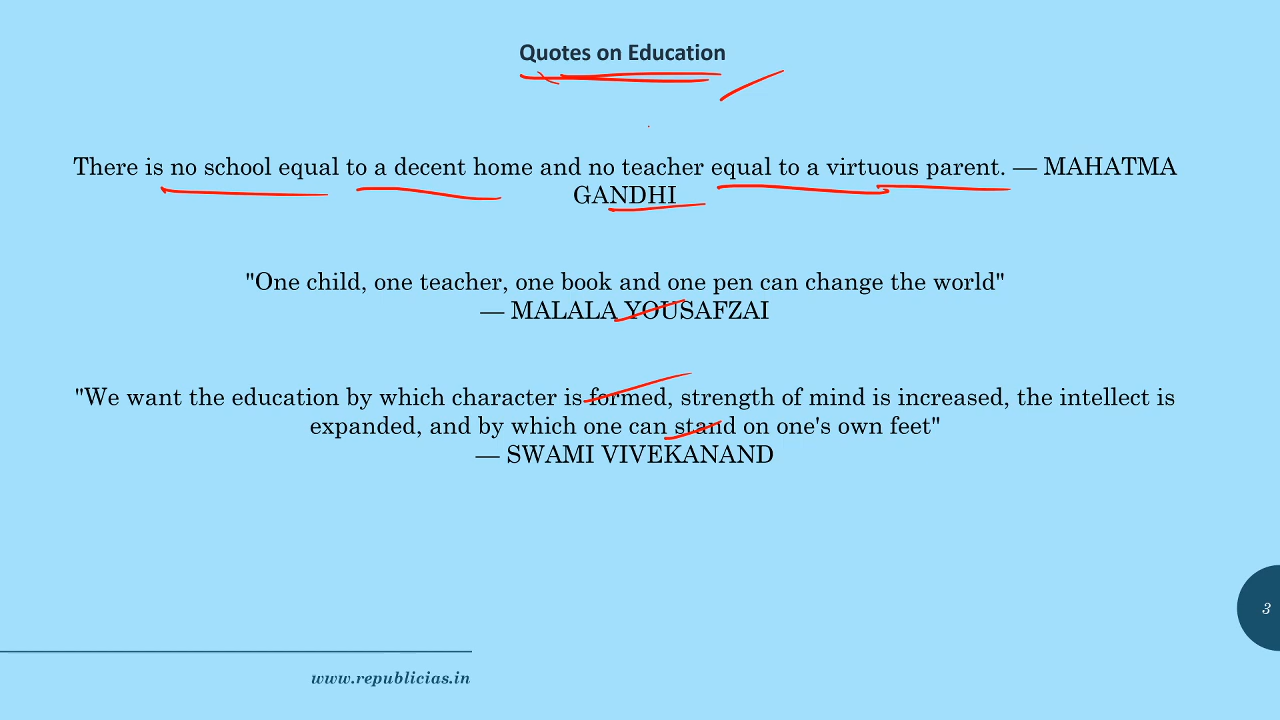 Quotes on Education
There is no school equal to a decent home and no teacher equal to a virtuous parent. — MAHATMA
GANDHI
"One child, one teacher, one book and one pen can change the world"
— MALALA YOUSAFZAI
"We want the education by which character is formed, strength of mind is increased, the intellect is
expanded, and by which one can stand on one's own feet"
— SWAMI VIVEKANAND
3
www.republicias.in